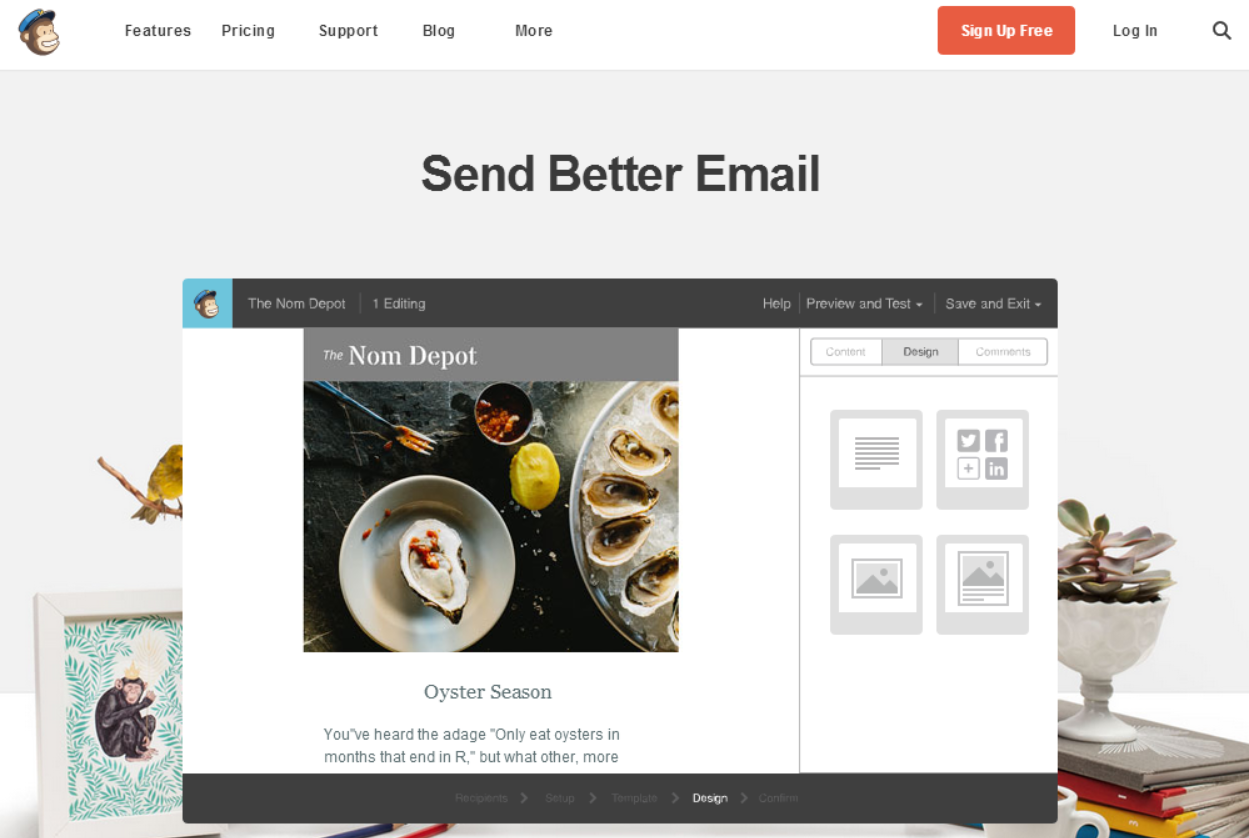 Features Pricing Support Blog More Sign Up Free Log In
Send Better Email
The Nom Depot 1 Editing Help Preview and Test Save and Exit
The Nom Depot
Content Design Comments
Oyster Season
You"ve heard the adage "Only eat oysters in
months that end in R," but what other, more
Recipients Setup Template Design Confirm